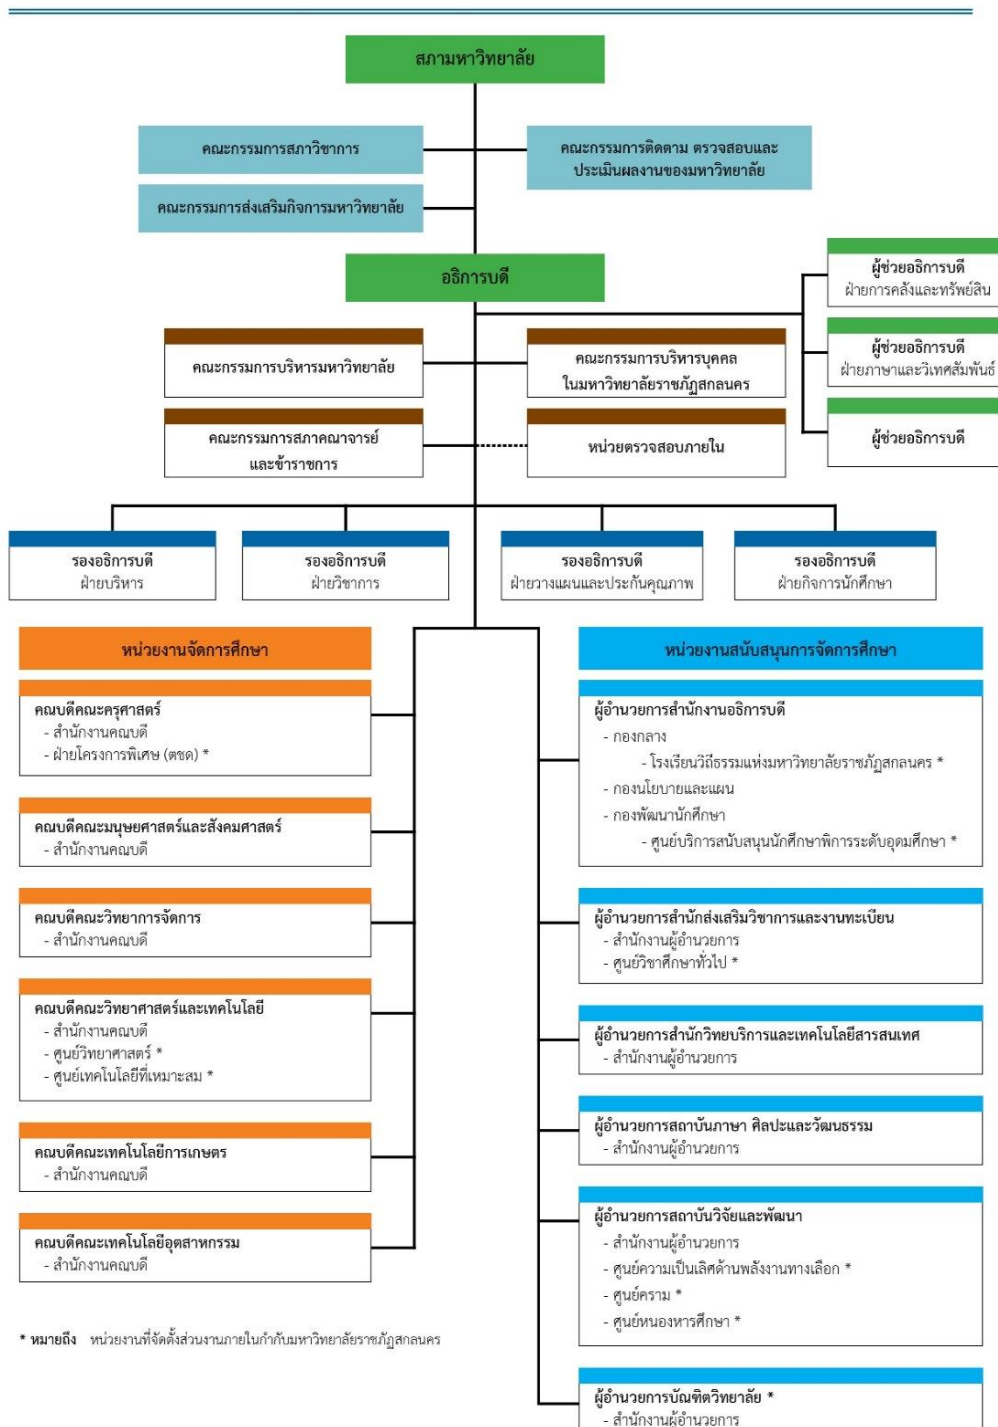 สภามหาวิทยาลัย
คณะกรรมการสภาวิชาการ
คณะกรรมการติดตาม ตรวจสอบและ
ประเมินผลงานของมหาวิทยาลัย
คณะกรรมการส่งเสริมกิจการมหาวิทยาลัย
อธิการบดี
ผู้ช่วยอธิการบดี
ฝ่ายการคลังและทรัพย์สิน
ผู้ช่วยอธิการบดี
ฝ่ายภาษาและวิเทศสัมพันธ์
ผู้ช่วยอธิการบดี
คณะกรรมการบริหารมหาวิทยาลัย
คณะกรรมการบริหารบุคคล
ในมหาวิทยาลัยราชภัฏสกลนคร
คณะกรรมการสภาคณาจารย์
และข้าราชการ
หน่วยตรวจสอบภายใน
รองอธิการบดี
ฝ่ายบริหาร
รองอธิการบดี
ฝ่ายวิชาการ
รองอธิการบดี
ฝ่ายวางแผนและประกันคุณภาพ
รองอธิการบดี
ฝ่ายกิจการนักศึกษา
หน่วยงานจัดการศึกษา
คณบดีคณะครุศาสตร์
- สำนักงานคณบดี
- ฝ่ายโครงการพิเศษ (ตชด) *
คณบดีคณะมนุษยศาสตร์และสังคมศาสตร์
- สำนักงานคณบดี
คณบดีคณะวิทยาการจัดการ
- สำนักงานคณบดี
คณบดีคณะวิทยาศาสตร์และเทคโนโลยี
- สำนักงานคณบดี
- ศูนย์วิทยาศาสตร์ *
- ศูนย์เทคโนโลยีที่เหมาะสม *
คณบดีคณะเทคโนโลยีการเกษตร
- สำนักงานคณบดี
คณบดีคณะเทคโนโลยีอุตสาหกรรม
- สำนักงานคณบดี
* หมายถึง หน่วยงานที่จัดตั้งส่วนงานภายในกำกับมหาวิทยาลัยราชภัฏสกลนคร
หน่วยงานสนับสนุนการจัดการศึกษา
ผู้อำนวยการสำนักงานอธิการบดี
- กองกลาง
- โรงเรียนวิถีธรรมแห่งมหาวิทยาลัยราชภัฏสกลนคร *
- กองนโยบายและแผน
- กองพัฒนานักศึกษา
- ศูนย์บริการสนับสนุนนักศึกษาพิการระดับอุดมศึกษา *
ผู้อำนวยการสำนักส่งเสริมวิชาการและงานทะเบียน
- สำนักงานผู้อำนวยการ
- ศูนย์วิชาศึกษาทั่วไป *
ผู้อำนวยการสำนักวิทยบริการและเทคโนโลยีสารสนเทศ
- สำนักงานผู้อำนวยการ
ผู้อำนวยการสถาบันภาษา ศิลปะและวัฒนธรรม
- สำนักงานผู้อำนวยการ
ผู้อำนวยการสถาบันวิจัยและพัฒนา
- สำนักงานผู้อำนวยการ
- ศูนย์ความเป็นเลิศด้านพลังงานทางเลือก *
- ศูนย์คราม *
- ศูนย์หนองหารศึกษา *
ผู้อำนวยการบัณฑิตวิทยาลัย *
- สำนักงานผู้อำนวยการ